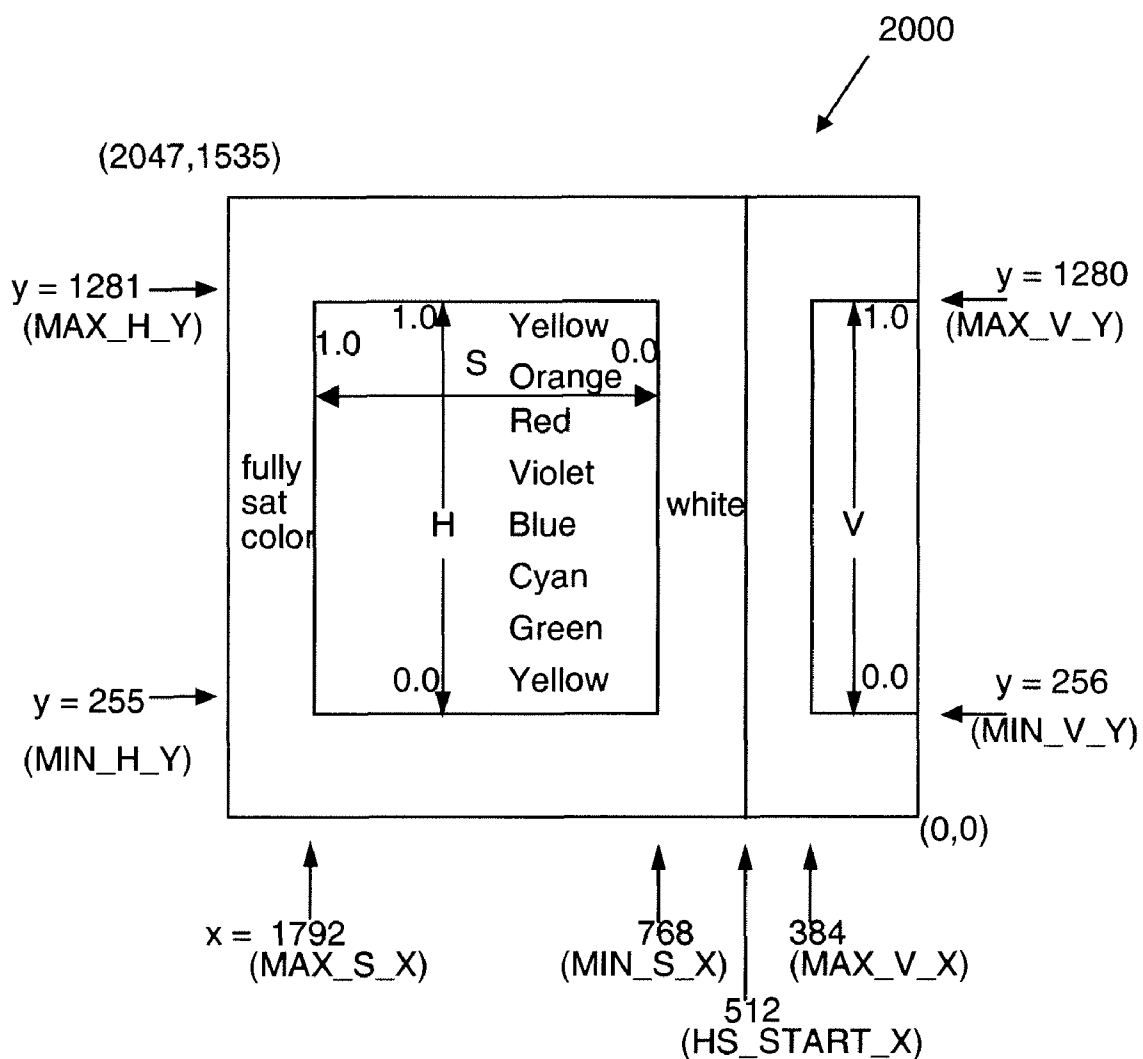 2000
(2047,1535)
y = 1281
(MAX_H_Y)
y = 1280
(MAX_V_Y)
1.0
1.0
S
0.0
Yellow
Orange
Red
Violet
Blue
Cyan
Green
Yellow
1.0
fully
sat
color
H
white
V
0.0
0.0
y = 255
(MIN_H_Y)
y = 256
(MIN_V_Y)
(0,0)
x = 1792
(MAX_S_X)
768
(MIN_S_X)
384
(MAX_V_X)
512
(HS_START_X)